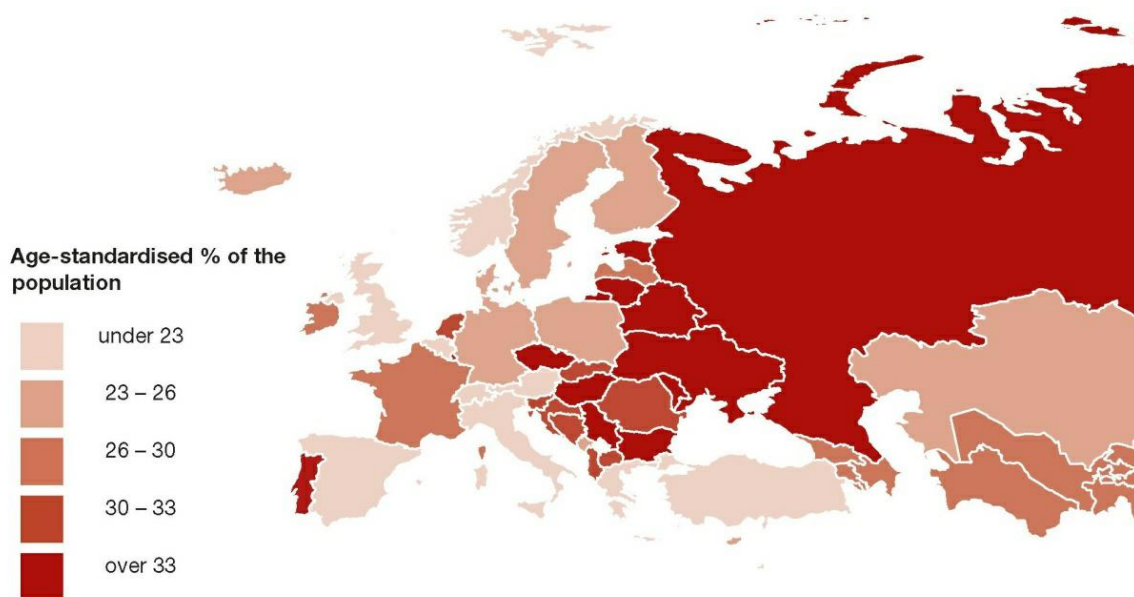 Age-standardised % of the
population
under 23
23 – 26
26 – 30
30 – 33
over 33